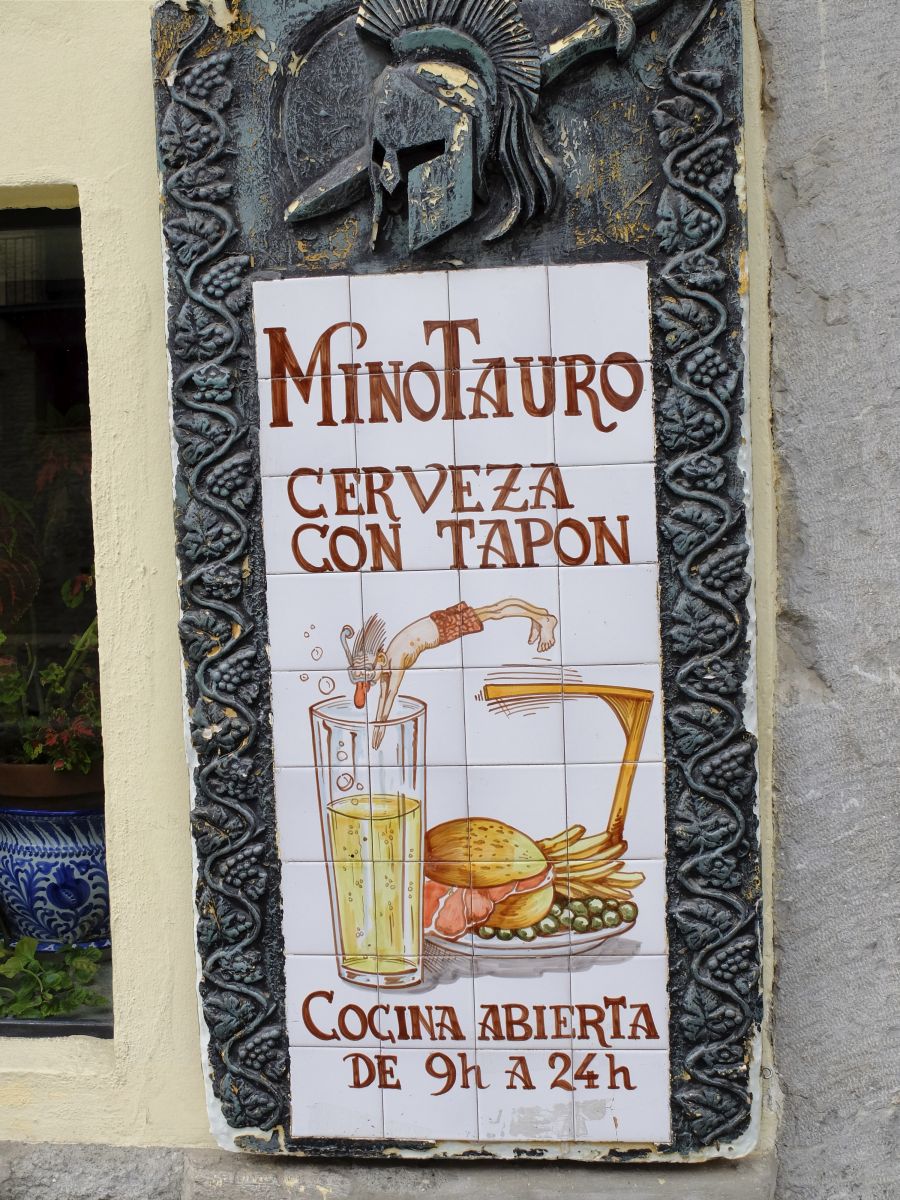 MINOTAURO
CERVEZA
CON TAPON
COCINA ABIERTA
DE 9h A 24h